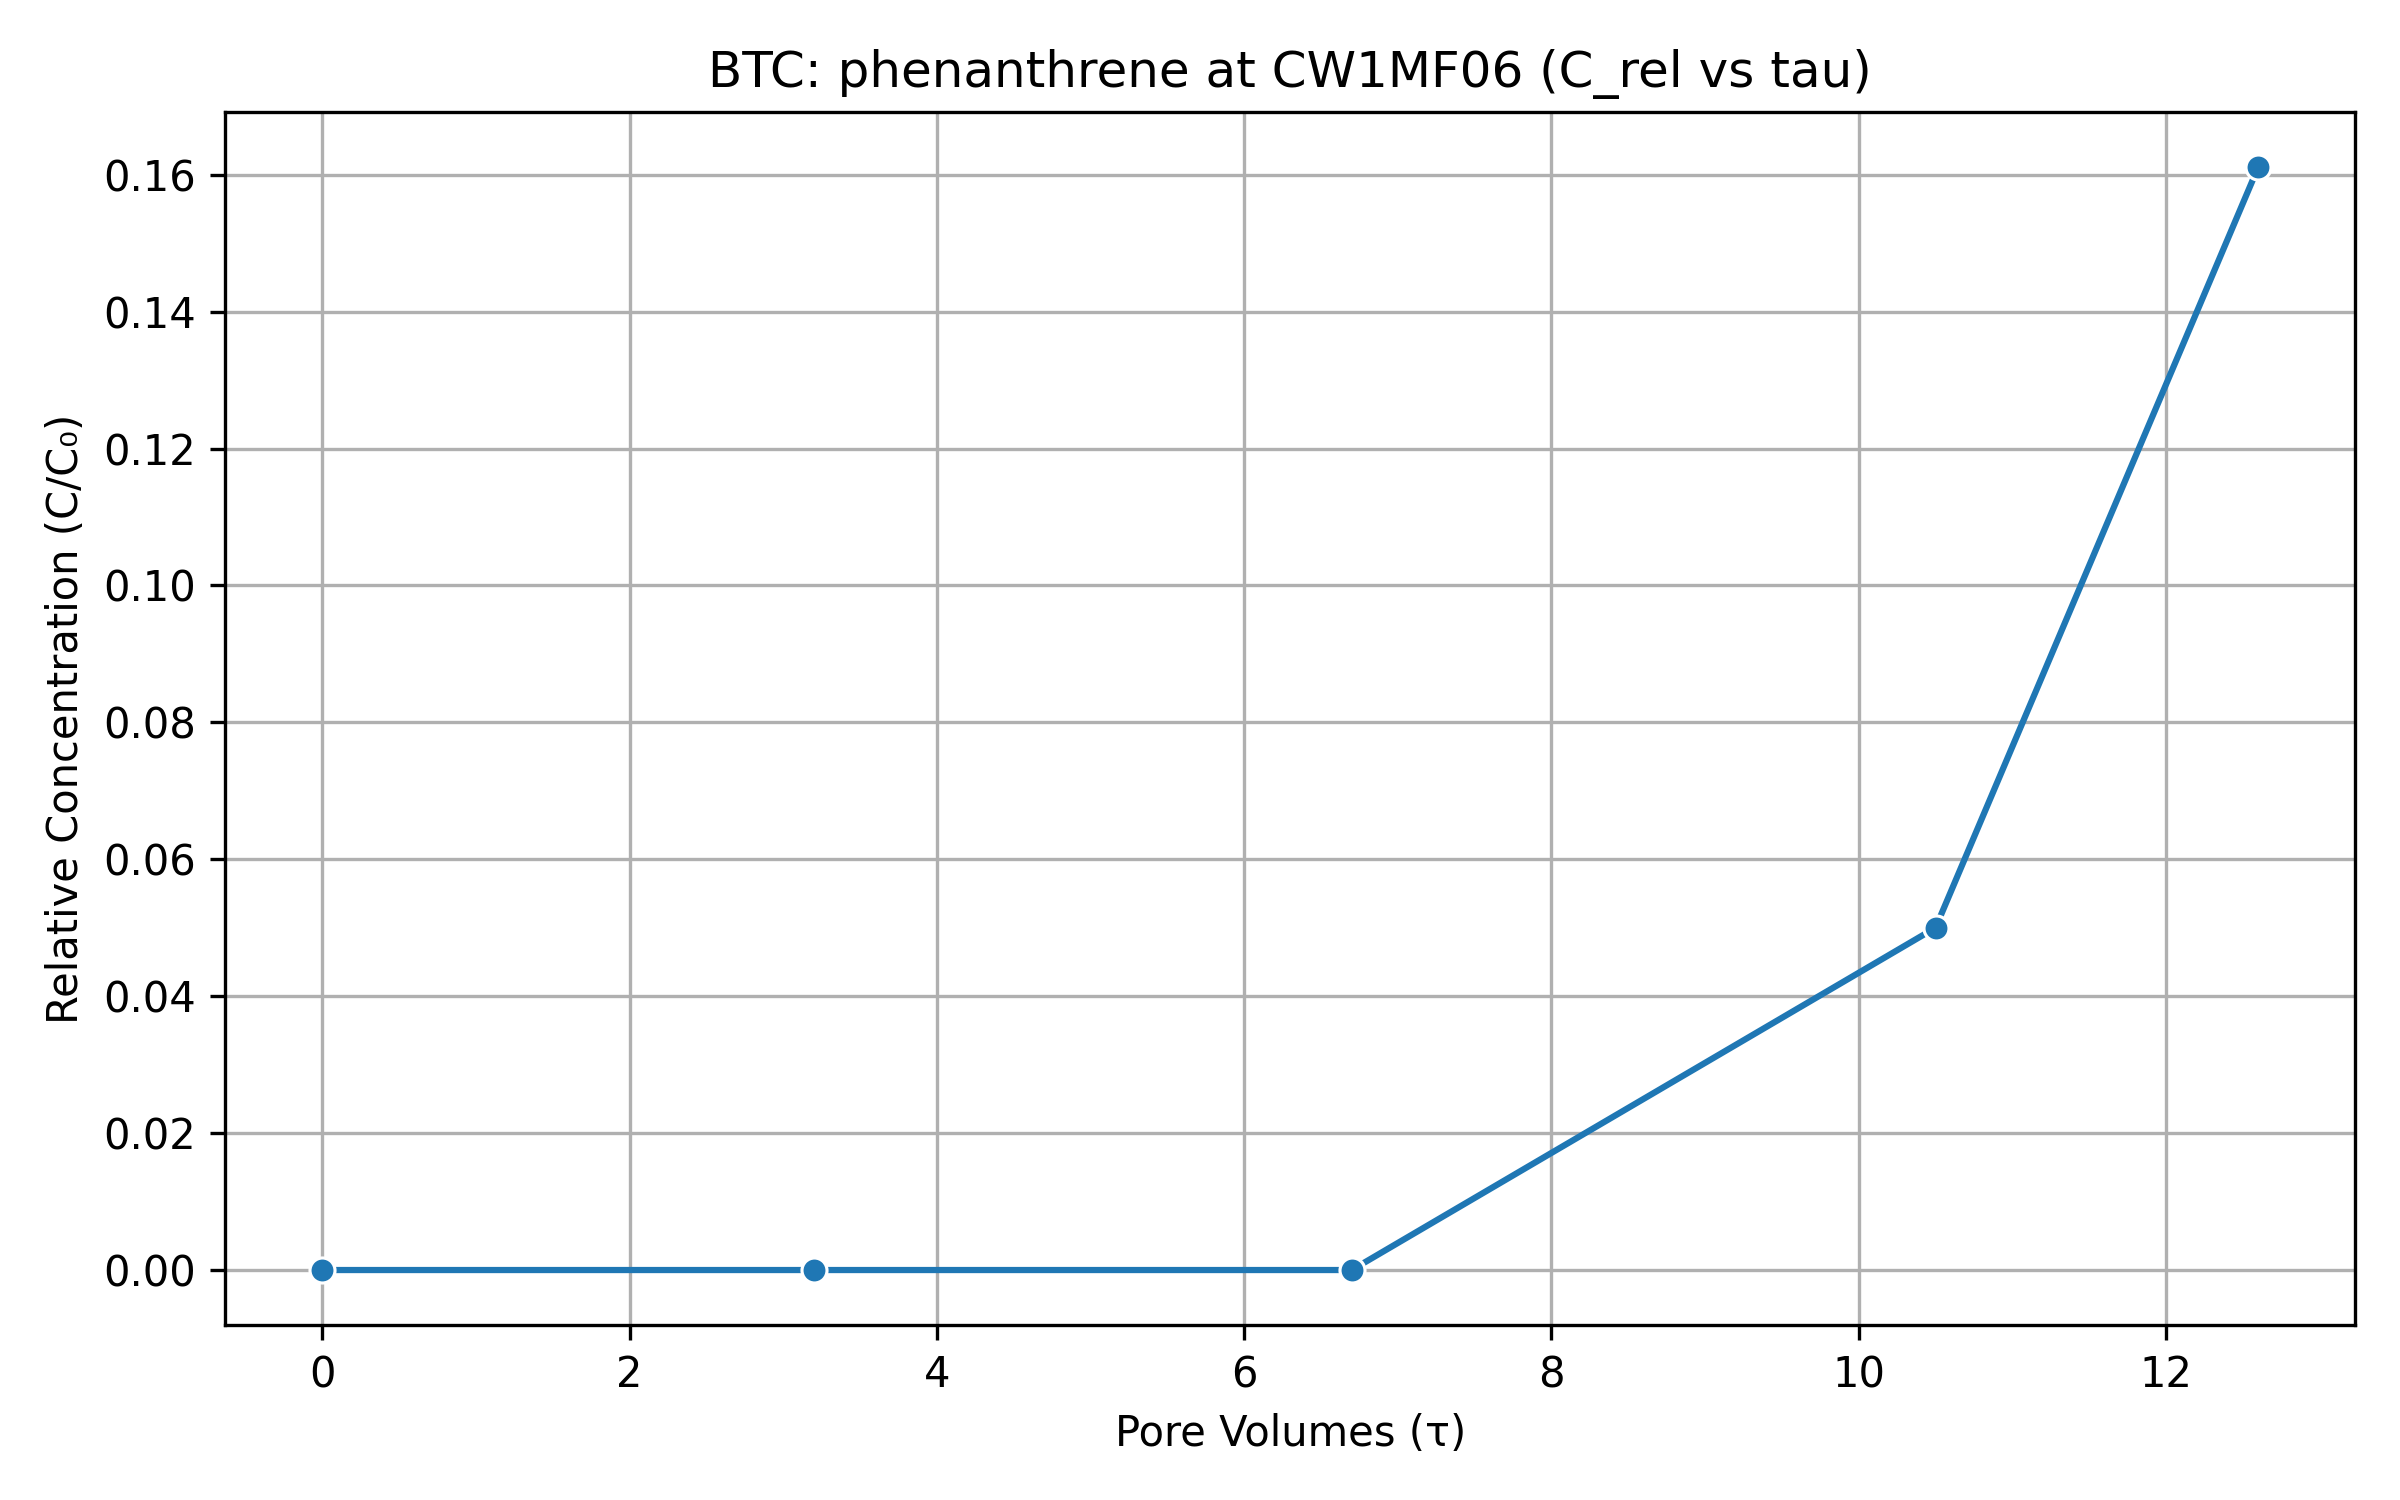 BTC: phenanthrene at CW1MF06 (C_rel vs tau)
Relative Concentration (C/C₀)
0.16
0.14
0.12
0.10
0.08
0.06
0.04
0.02
0.00
0 2 4 6 8 10 12
Pore Volumes (τ)